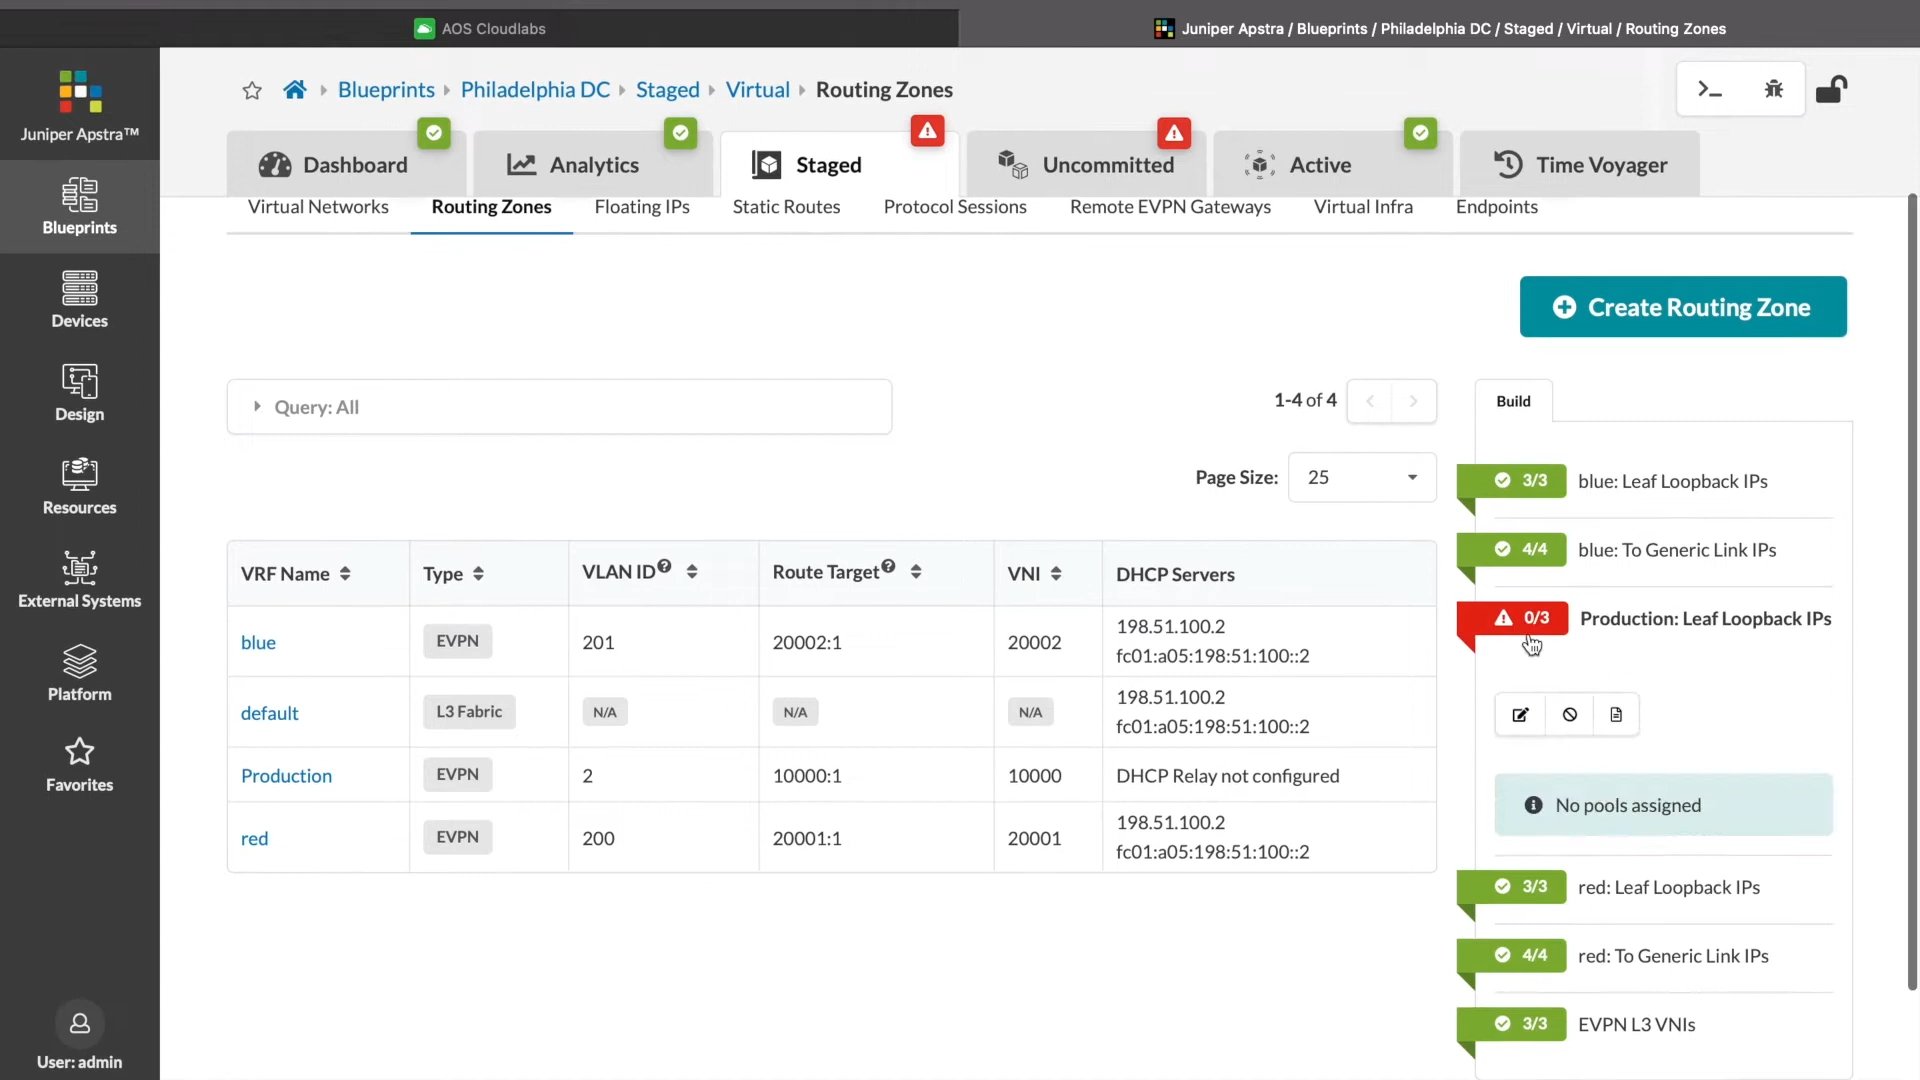 AOS Cloudlabs
Juniper Apstra / Blueprints / Philadelphia DC / Staged / Virtual / Routing Zones
Juniper Apstra™
Blueprints
Devices
Design
Resources
External Systems
Platform
Favorites
User: admin
Blueprints Philadelphia DC Staged Virtual Routing Zones
Dashboard Analytics Staged Uncommitted Active Time Voyager
Virtual Networks Routing Zones Floating IPs Static Routes Protocol Sessions Remote EVPN Gateways Virtual Infra Endpoints
Create Routing Zone
Query: All
1-4 of 4
Page Size: 25
VRF Name Type VLAN ID Route Target VNI DHCP Servers
blue EVPN 201 20002:1 20002 198.51.100.2
fc01:a05:198:51:100::2
default L3 Fabric N/A N/A N/A 198.51.100.2
fc01:a05:198:51:100::2
Production EVPN 2 10000:1 10000 DHCP Relay not configured
red EVPN 200 20001:1 20001 198.51.100.2
fc01:a05:198:51:100::2
Build
3/3 blue: Leaf Loopback IPs
4/4 blue: To Generic Link IPs
0/3 Production: Leaf Loopback IPs
No pools assigned
3/3 red: Leaf Loopback IPs
4/4 red: To Generic Link IPs
3/3 EVPN L3 VNIs